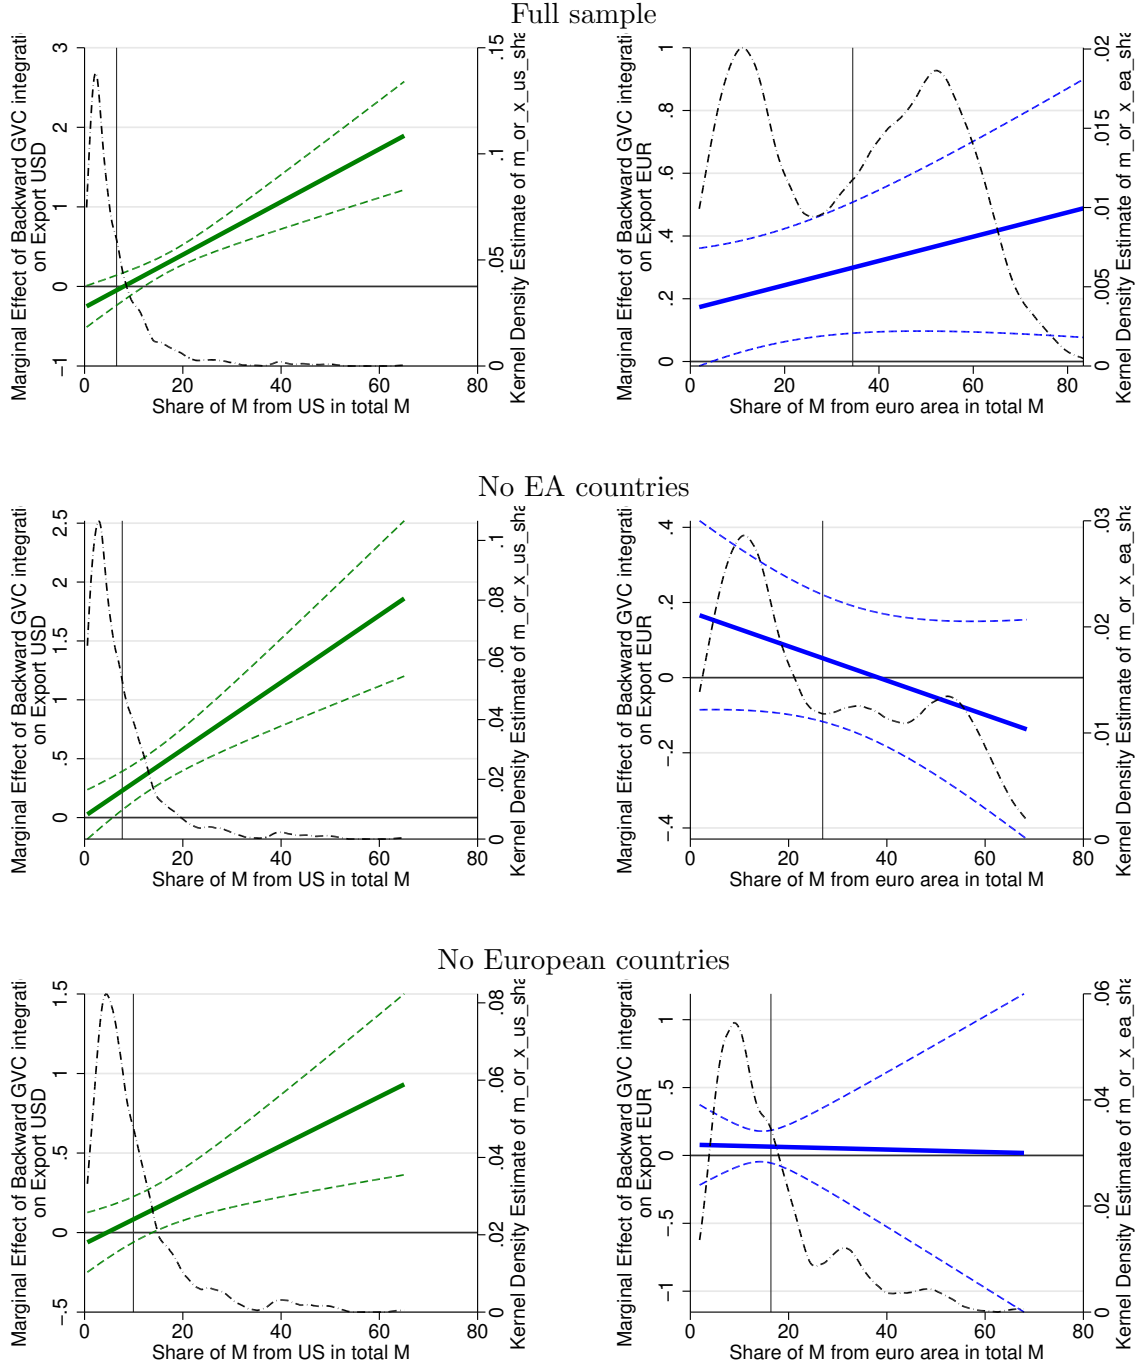 Full sample
Marginal Effect of Backward GVC integrati
on Export USD
3
2
1
0
−1
.15
.1
.05
0
Kernel Density Estimate of m_or_x_us_sha
0 20 40 60 80
Share of M from US in total M
Marginal Effect of Backward GVC integrati
on Export EUR
1
.8
.6
.4
.2
0
.02
.015
.01
.005
0
Kernel Density Estimate of m_or_x_ea_sha
0 20 40 60 80
Share of M from euro area in total M
No EA countries
Marginal Effect of Backward GVC integrati
on Export USD
2.5
2
1.5
1
.5
0
.1
.08
.06
.04
.02
0
Kernel Density Estimate of m_or_x_us_sha
0 20 40 60 80
Share of M from US in total M
Marginal Effect of Backward GVC integrati
on Export EUR
.4
.2
0
−.2
−.4
.03
.02
.01
0
Kernel Density Estimate of m_or_x_ea_sha
0 20 40 60 80
Share of M from euro area in total M
No European countries
Marginal Effect of Backward GVC integrati
on Export USD
1.5
1
.5
0
−.5
.08
.06
.04
.02
0
Kernel Density Estimate of m_or_x_us_sha
0 20 40 60 80
Share of M from US in total M
Marginal Effect of Backward GVC integrati
on Export EUR
1
.5
0
−.5
−1
.06
.04
.02
0
Kernel Density Estimate of m_or_x_ea_sha
0 20 40 60 80
Share of M from euro area in total M